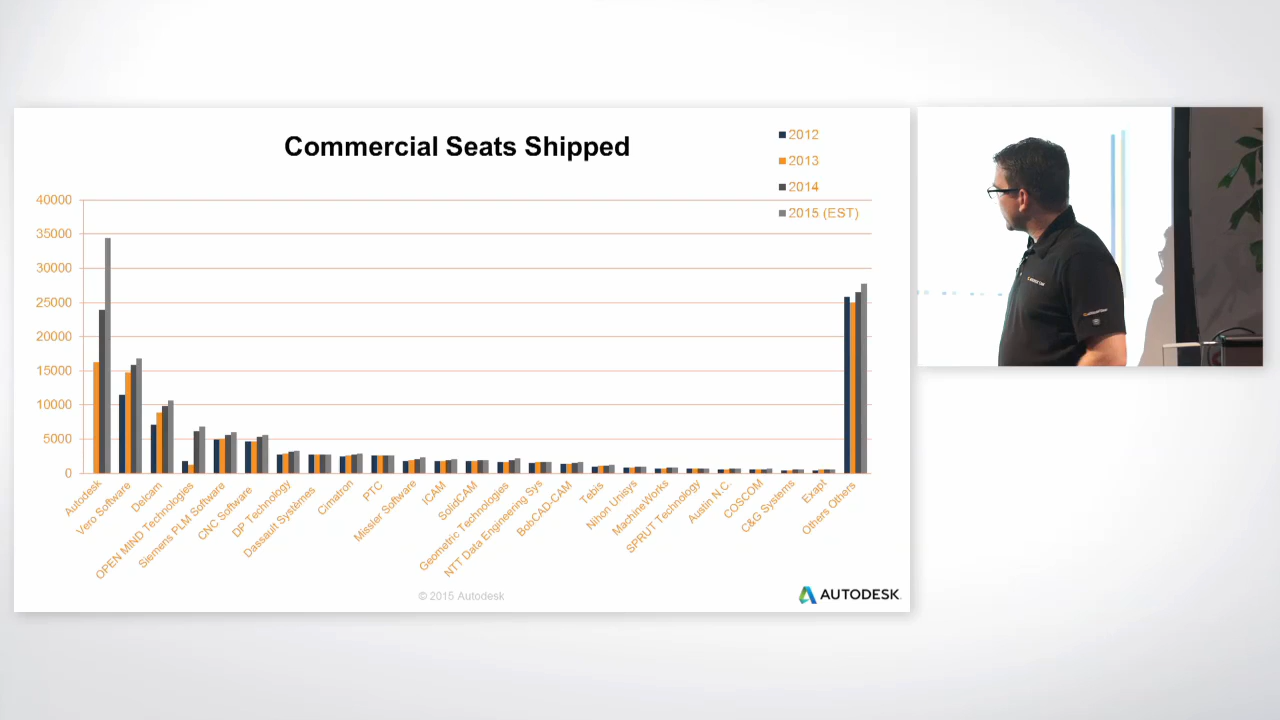 Commercial Seats Shipped
2012
2013
2014
2015 (EST)
40000
35000
30000
25000
20000
15000
10000
5000
0
Autodesk
Vero Software
Delcam
OPEN MIND Technologies
Siemens PLM Software
CNC Software
DP Technology
Dassault Systèmes
Cimatron
PTC
Missler Software
ICAM
SolidCAM
Geometric Technologies
NTT Data Engineering Sys
BobCAD-CAM
Tebis
Nihon Unisys
MachineWorks
SPRUT Technology
Austin N.C.
COSCOM
C&G Systems
Exapt
Others Others
© 2015 Autodesk
AUTODESK